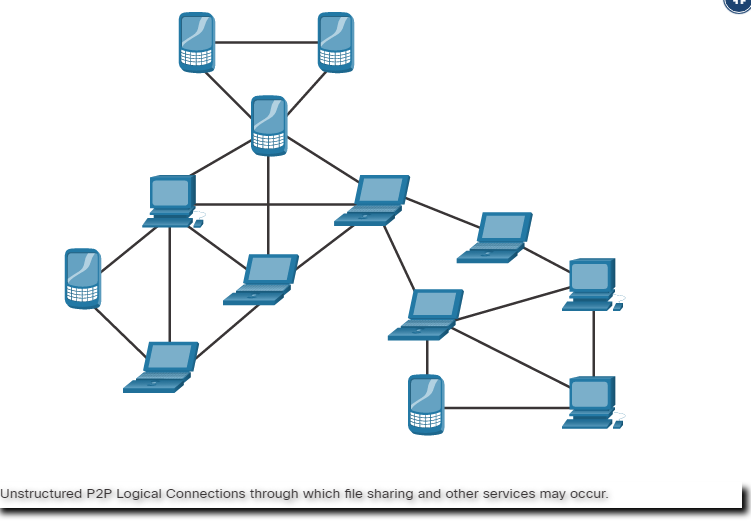 Unstructured P2P Logical Connections through which file sharing and other services may occur.